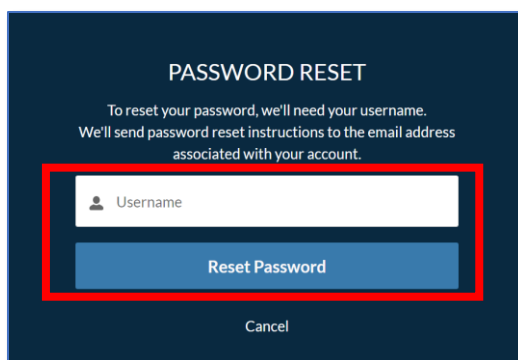 PASSWORD RESET
To reset your password, we'll need your username.
We'll send password reset instructions to the email address
associated with your account.
Username
Reset Password
Cancel